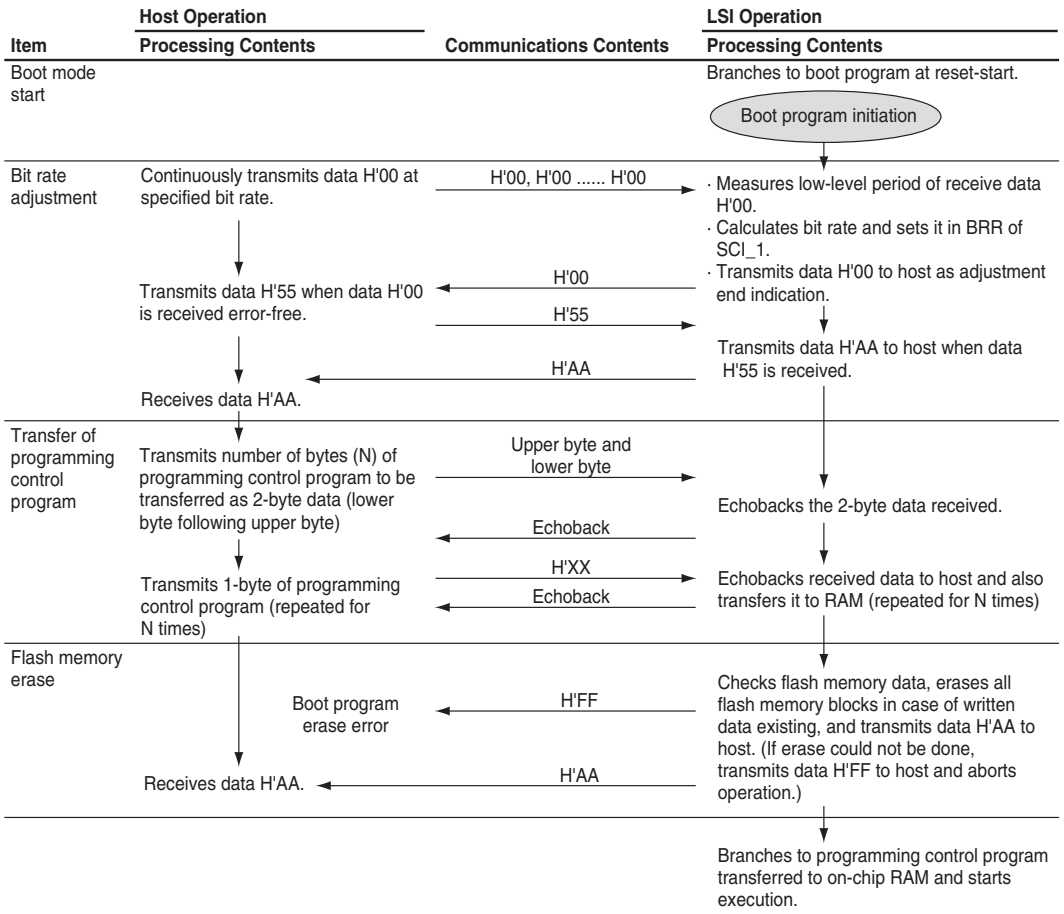 Host Operation
LSI Operation
Item
Processing Contents
Communications Contents
Processing Contents
Boot mode
start
Branches to boot program at reset-start.
Boot program initiation
Bit rate
adjustment
Continuously transmits data H'00 at
specified bit rate.
H'00, H'00 ...... H'00
· Measures low-level period of receive data
H'00.
· Calculates bit rate and sets it in BRR of
SCI_1.
· Transmits data H'00 to host as adjustment
end indication.
H'00
Transmits data H'55 when data H'00
is received error-free.
H'55
Transmits data H'AA to host when data
H'55 is received.
H'AA
Receives data H'AA.
Transfer of
programming
control
program
Transmits number of bytes (N) of
programming control program to be
transferred as 2-byte data (lower
byte following upper byte)
Upper byte and
lower byte
Echobacks the 2-byte data received.
Echoback
Transmits 1-byte of programming
control program (repeated for
N times)
H'XX
Echoback
Echobacks received data to host and also
transfers it to RAM (repeated for N times)
Flash memory
erase
Boot program
erase error
H'FF
Checks flash memory data, erases all
flash memory blocks in case of written
data existing, and transmits data H'AA to
host. (If erase could not be done,
transmits data H'FF to host and aborts
operation.)
Receives data H'AA.
H'AA
Branches to programming control program
transferred to on-chip RAM and starts
execution.